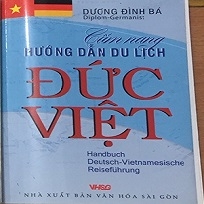 DƯƠNG ĐÌNH BÁ
Diplom-Germanist
Cẩm nang
HƯỚNG DẪN DU LỊCH
ĐỨC
VIỆT
Handbuch
Deutsch-Vietnamesische
Reiseführung
VHSG
NHÀ XUẤT BẢN VĂN HÓA SÀI GÒN